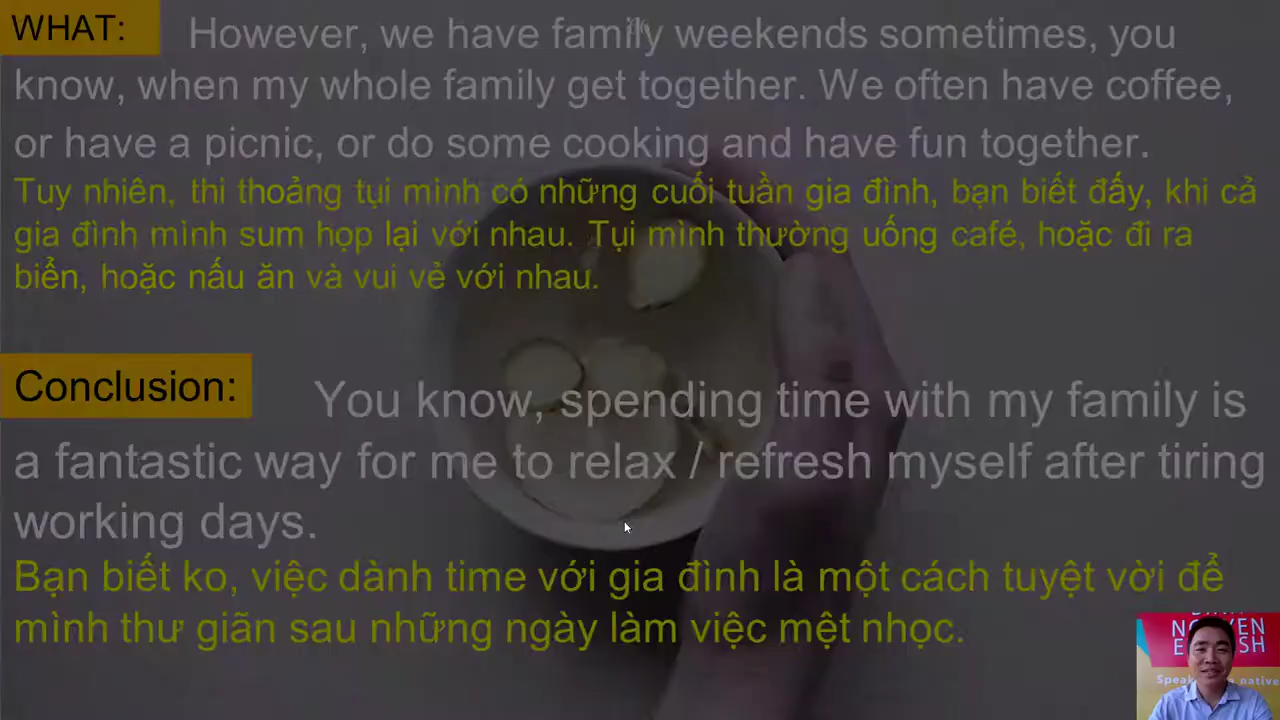 WHAT: However, we have family weekends sometimes, you
know, when my whole family get together. We often have coffee,
or have a picnic, or do some cooking and have fun together.
Tuy nhiên, thi thoảng tụi mình có những cuối tuần gia đình, bạn biết đấy, khi cả
gia đình mình sum họp lại với nhau. Tụi mình thường uống café, hoặc đi ra
biển, hoặc nấu ăn và vui vẻ với nhau.
Conclusion: You know, spending time with my family is
a fantastic way for me to relax / refresh myself after tiring
working days.
Bạn biết ko, việc dành time với gia đình là một cách tuyệt vời để
mình thư giãn sau những ngày làm việc mệt nhọc.